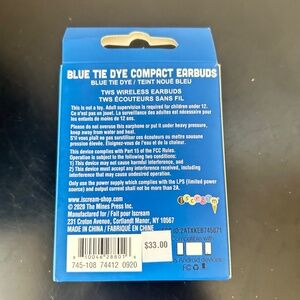 BLUE TIE DYE COMPACT EARBUDS
BLUE TIE DYE / TEINT NOUÉ BLEU
TWS WIRELESS EARBUDS
TWS ÉCOUTEURS SANS FIL
This is not a toy. Adult supervision is required for children under 12.
Ce n'est pas un jouet. La surveillance des adultes est nécessaire pour
les enfants de moins de 12 ans.
Please do not overuse this earphone or put it under heavy pressure,
keep away from water and heat.
S'il vous plaît ne pas surutiliser ces écouteurs ou mettre sous
pression élevée, Éloigner de l'eau et de la chaleur.
This device complies with Part 15 of the FCC Rules.
Operation is subject to the following two conditions:
1) This device may not cause harmful interference, and
2) This device must accept any interference received, including
interference that may cause undesired operation.
Only use the power supply which complies with the LPS (limited power
source) and output current shall not be more than 2A.
www.iscream-shop.com
© 2020 The Mines Press Inc.
Manufactured for / Fait pour Iscream
231 Croton Avenue, Cortlandt Manor, NY 10567
MADE IN CHINA / FABRIQUÉ EN CHINE
iscream
$33.00
745-108 74412 0920
Compatible with
Android devices